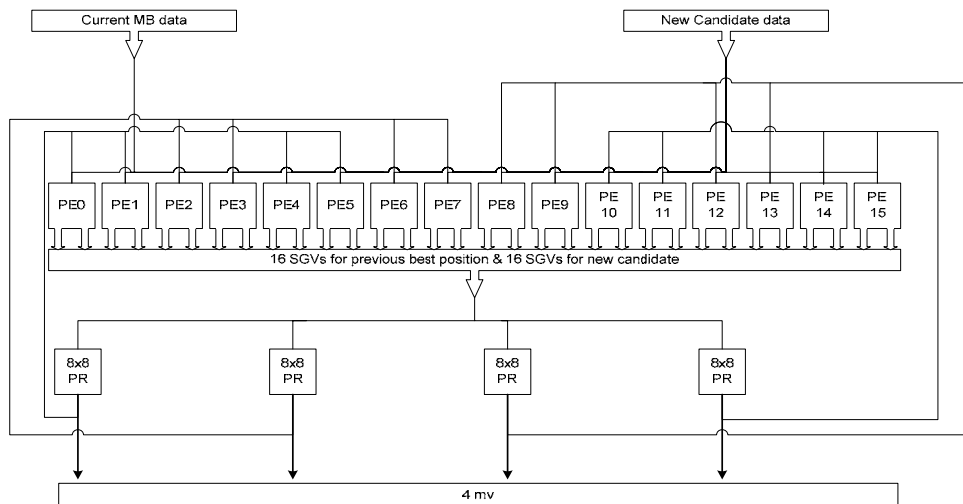 Current MB data
New Candidate data
PE0
PE1
PE2
PE3
PE4
PE5
PE6
PE7
PE8
PE9
PE
10
PE
11
PE
12
PE
13
PE
14
PE
15
16 SGVs for previous best position & 16 SGVs for new candidate
8x8
PR
8x8
PR
8x8
PR
8x8
PR
4 mv